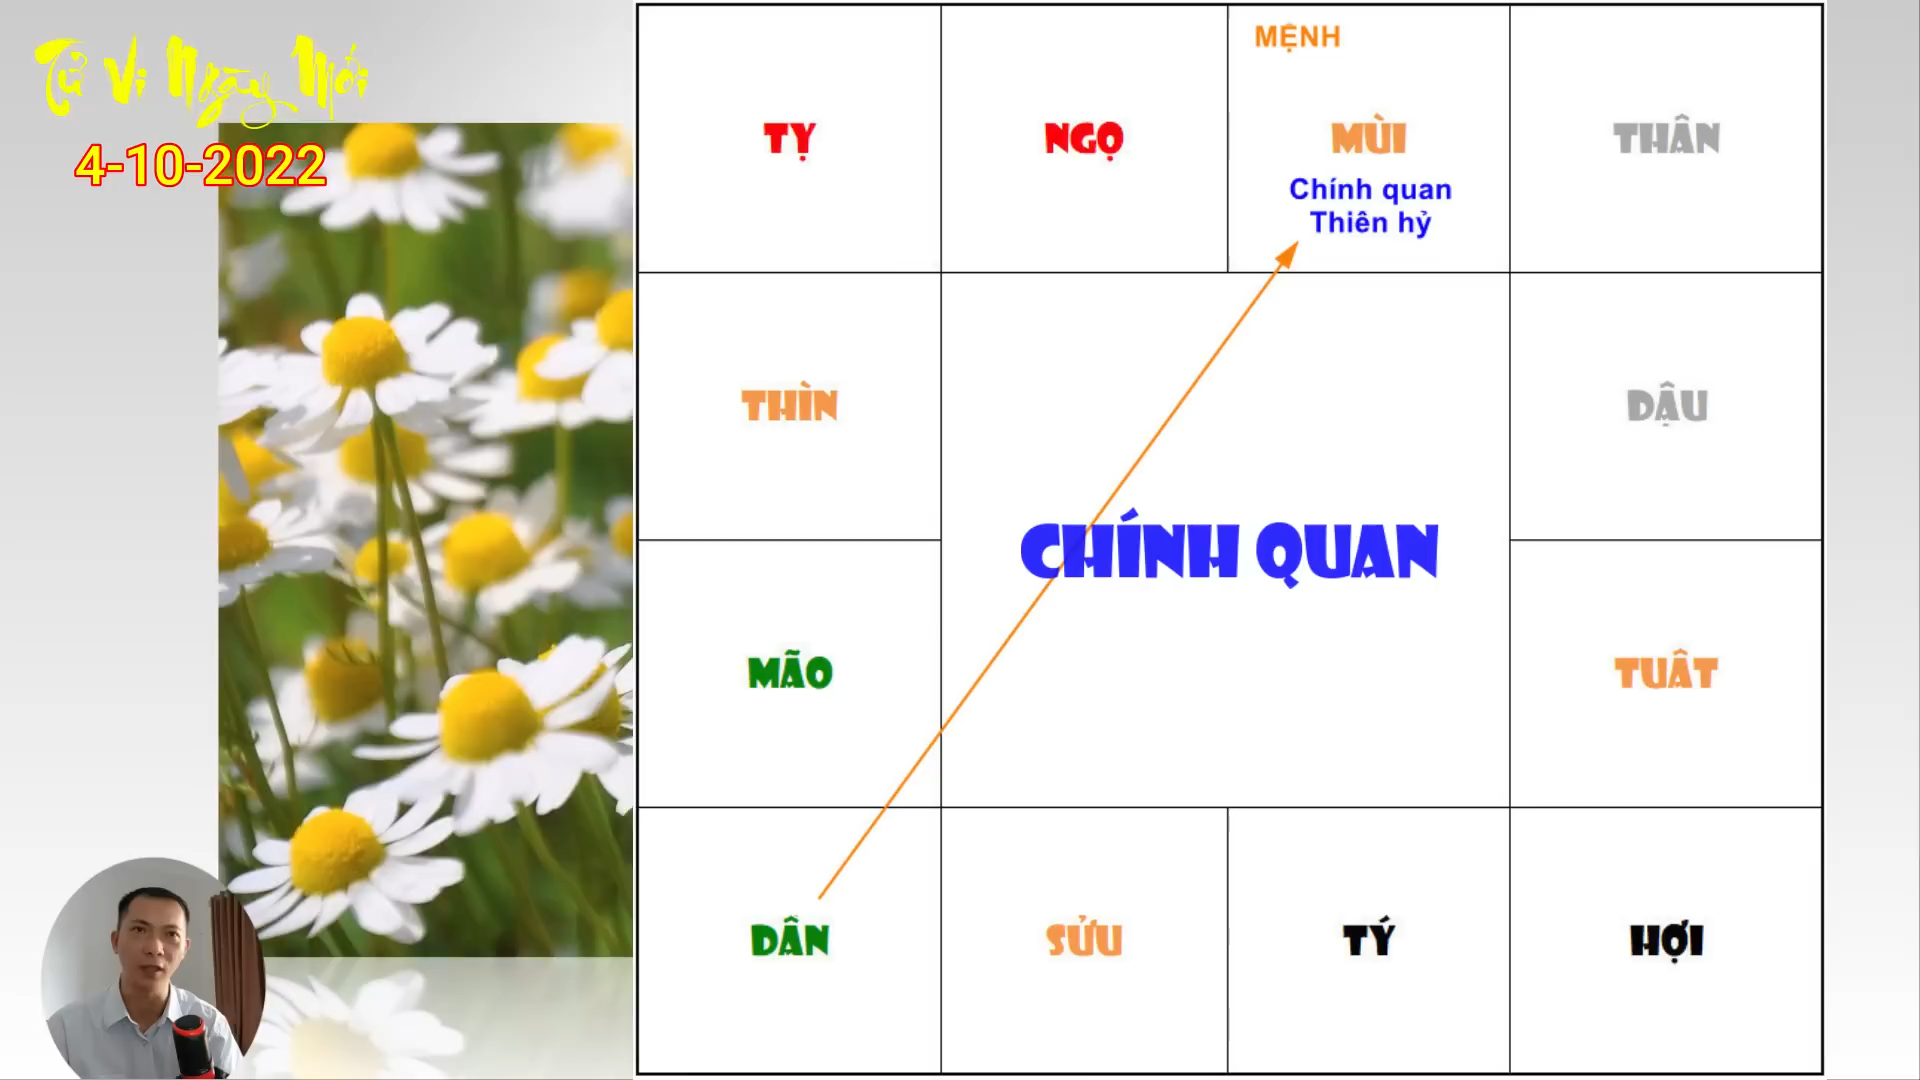 Tử Vi Ngày Mới
4-10-2022
MỆNH
TỴ
NGỌ
MÙI
THÂN
Chính quan
Thiên hỷ
THÌN
DẬU
CHÍNH QUAN
MÃO
TUẤT
DẦN
SỬU
TÝ
HỢI